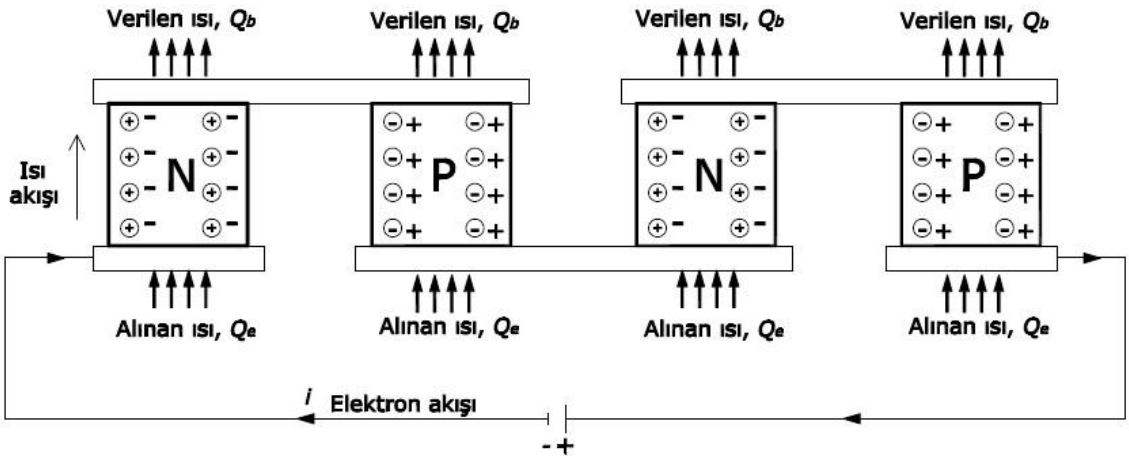 Verilen ısı, Qb
Verilen ısı, Qb
Verilen ısı, Qb
Verilen ısı, Qb
Isı
akışı
N
P
N
P
Alınan ısı, Qe
Alınan ısı, Qe
Alınan ısı, Qe
Alınan ısı, Qe
i
Elektron akışı
- +